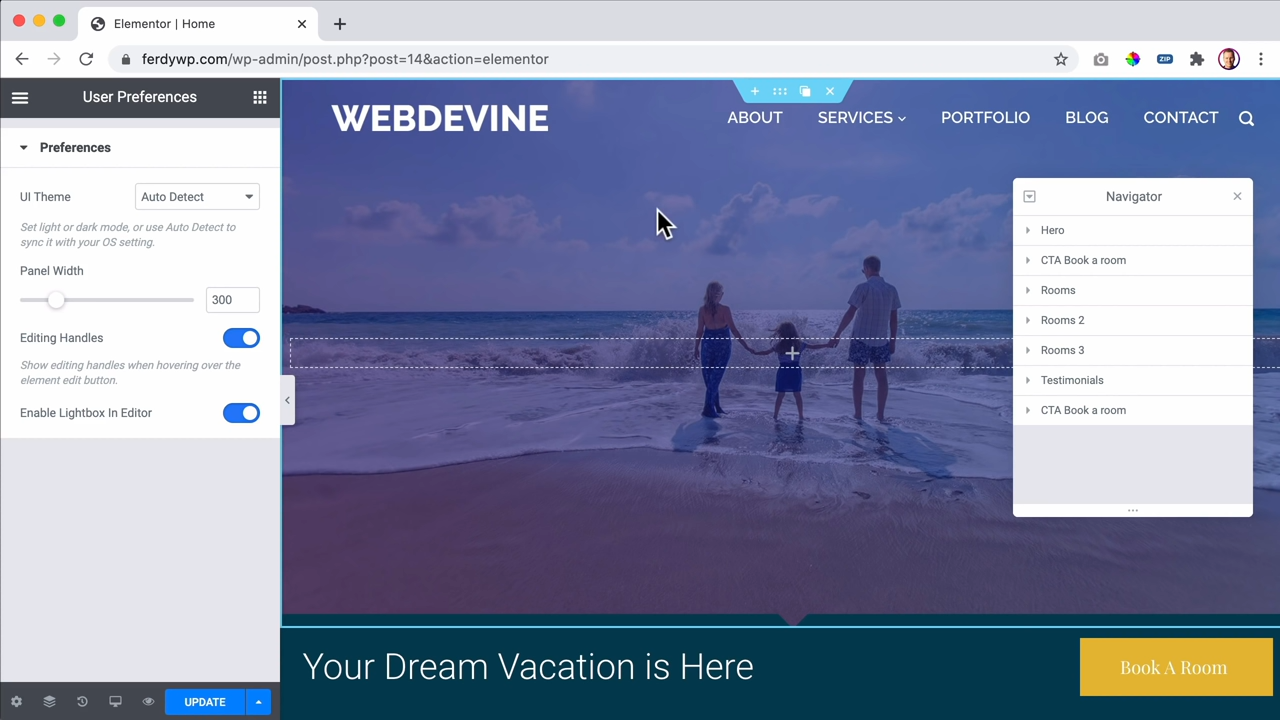 Elementor | Home
ferdywp.com/wp-admin/post.php?post=14&action=elementor
ZIP
User Preferences
Preferences
UI Theme
Auto Detect
Set light or dark mode, or use Auto Detect to
sync it with your OS setting.
Panel Width
300
Editing Handles
Show editing handles when hovering over the
element edit button.
Enable Lightbox In Editor
UPDATE
WEBDEVINE
ABOUT
SERVICES
PORTFOLIO
BLOG
CONTACT
Navigator
Hero
CTA Book a room
Rooms
Rooms 2
Rooms 3
Testimonials
CTA Book a room
Your Dream Vacation is Here
Book A Room